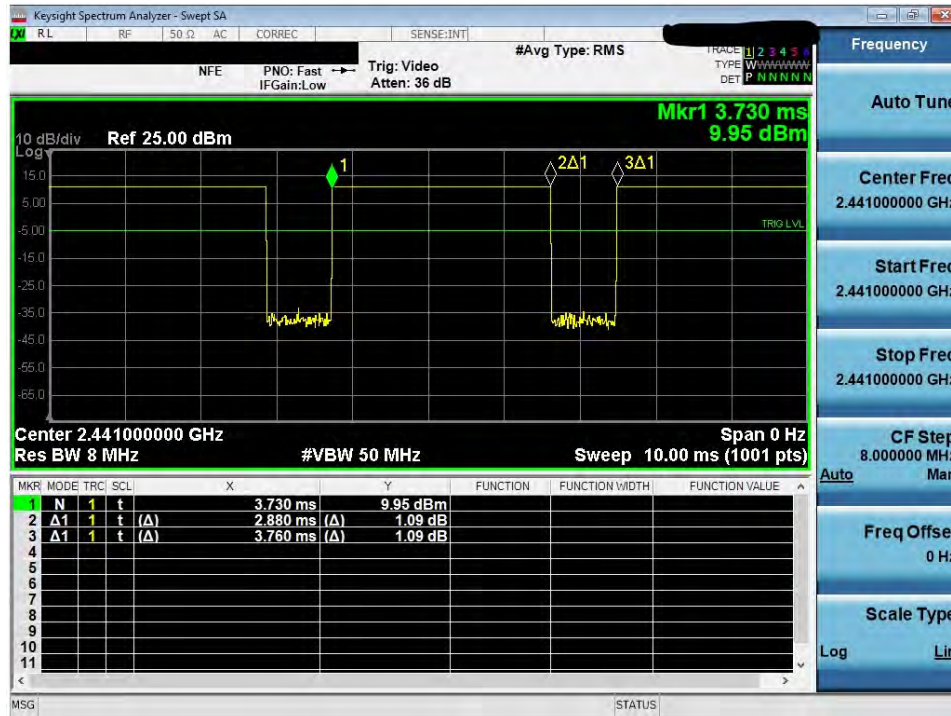 Keysight Spectrum Analyzer - Swept SA
LXI RL RF 50 Ω AC CORREC SENSE:INT
#Avg Type: RMS TRACE 1 2 3 4 5 6
NFE PNO: Fast Trig: Video TYPE WWWWWW
IFGain:Low Atten: 36 dB DET P N N N N N
Mkr1 3.730 ms
9.95 dBm
10 dB/div Ref 25.00 dBm
Log
1 2Δ1 3Δ1
15.0
5.00
TRIG LVL
-5.00
-15.0
-25.0
-35.0
-45.0
-55.0
-65.0
Center 2.441000000 GHz Span 0 Hz
Res BW 8 MHz #VBW 50 MHz Sweep 10.00 ms (1001 pts)
MKR MODE TRC SCL X Y FUNCTION FUNCTION WIDTH FUNCTION VALUE
1 N 1 t 3.730 ms 9.95 dBm
2 Δ1 1 t (Δ) 2.880 ms (Δ) 1.09 dB
3 Δ1 1 t (Δ) 3.760 ms (Δ) 1.09 dB
4
5
6
7
8
9
10
11
MSG STATUS
Frequency
Auto Tune
Center Freq
2.441000000 GHz
Start Freq
2.441000000 GHz
Stop Freq
2.441000000 GHz
CF Step
8.000000 MHz
Auto Man
Freq Offset
0 Hz
Scale Type
Log Lin